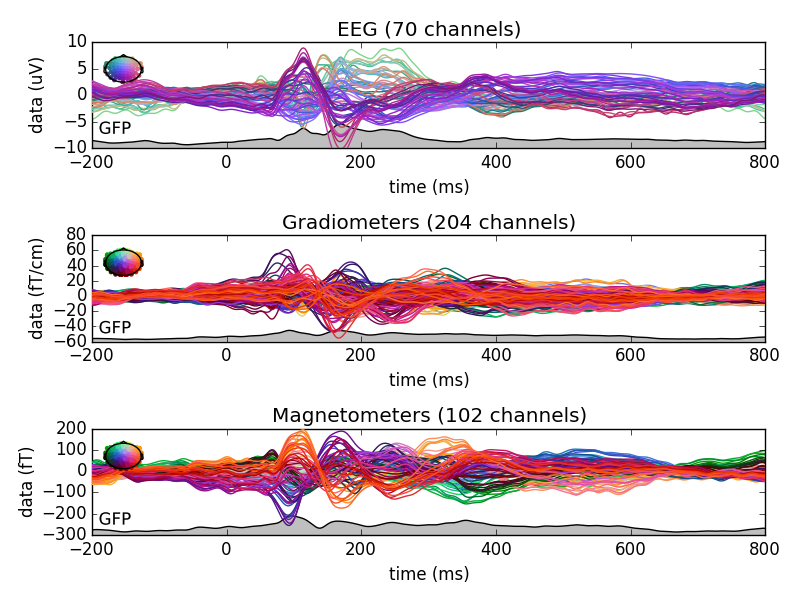 EEG (70 channels)
data (uV)
10
5
0
−5
−10
GFP
−200 0 200 400 600 800
time (ms)
Gradiometers (204 channels)
data (fT/cm)
80
60
40
20
0
−20
−40
−60
GFP
−200 0 200 400 600 800
time (ms)
Magnetometers (102 channels)
data (fT)
200
100
0
−100
−200
−300
GFP
−200 0 200 400 600 800
time (ms)